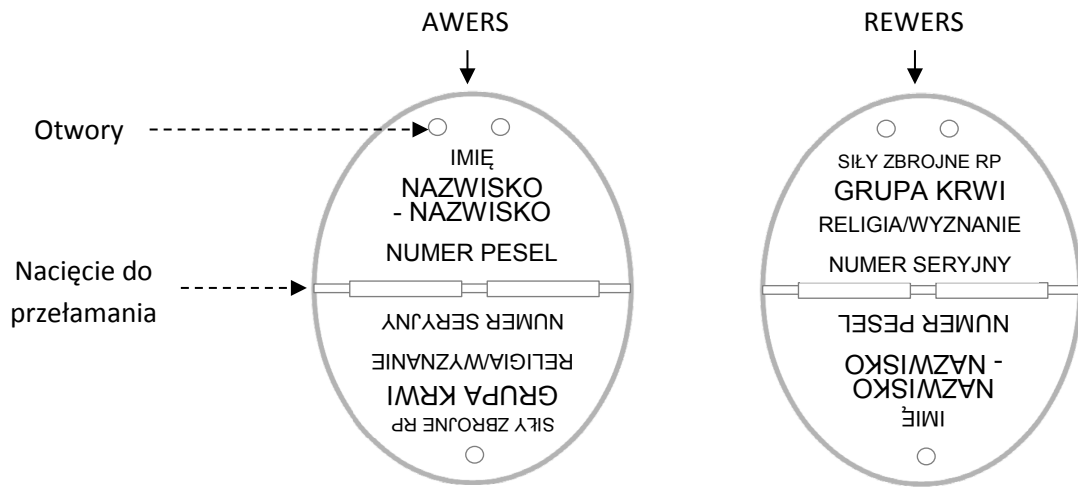 AWERS
REWERS
Otwory
IMIĘ
NAZWISKO
- NAZWISKO
NUMER PESEL
Nacięcie do
przełamania
NUMER SERYJNY
RELIGIA/WYZNANIE
GRUPA KRWI
SIŁY ZBROJNE RP
SIŁY ZBROJNE RP
GRUPA KRWI
RELIGIA/WYZNANIE
NUMER SERYJNY
NUMER PESEL
- NAZWISKO
NAZWISKO
IMIĘ